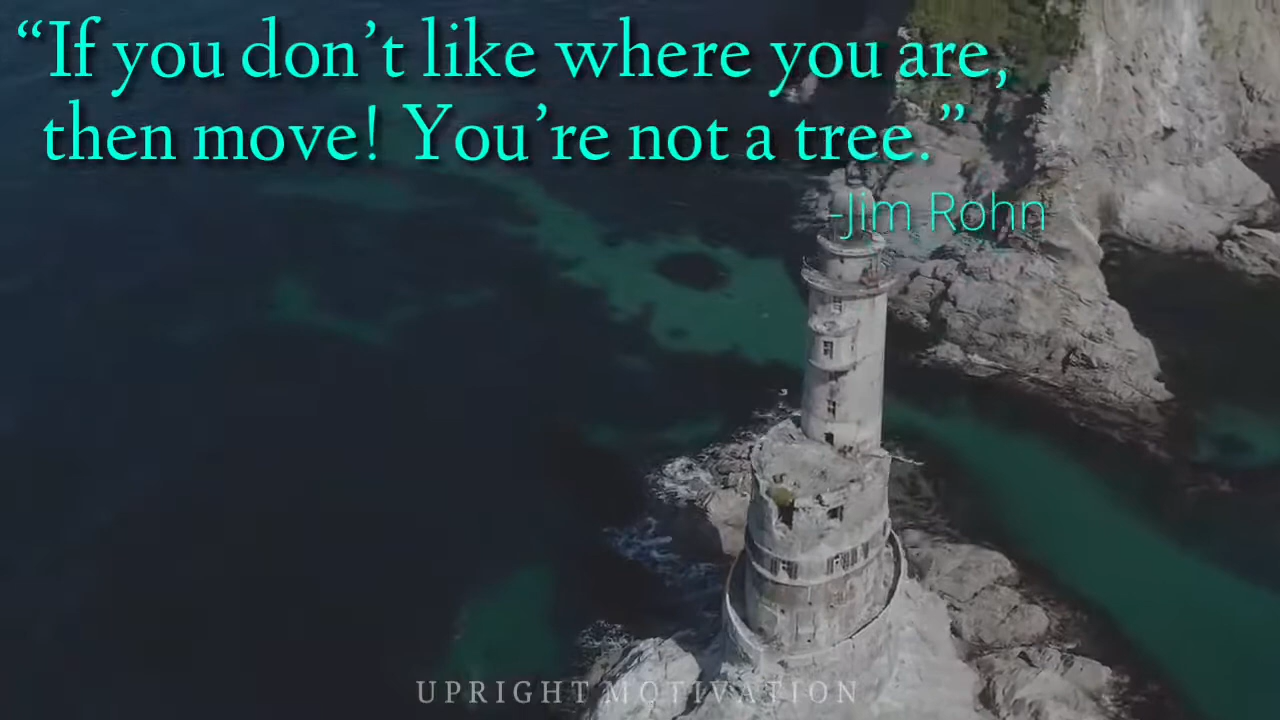 “If you don’t like where you are,
then move! You’re not a tree.”
-Jim Rohn
UPRIGHT MOTIVATION